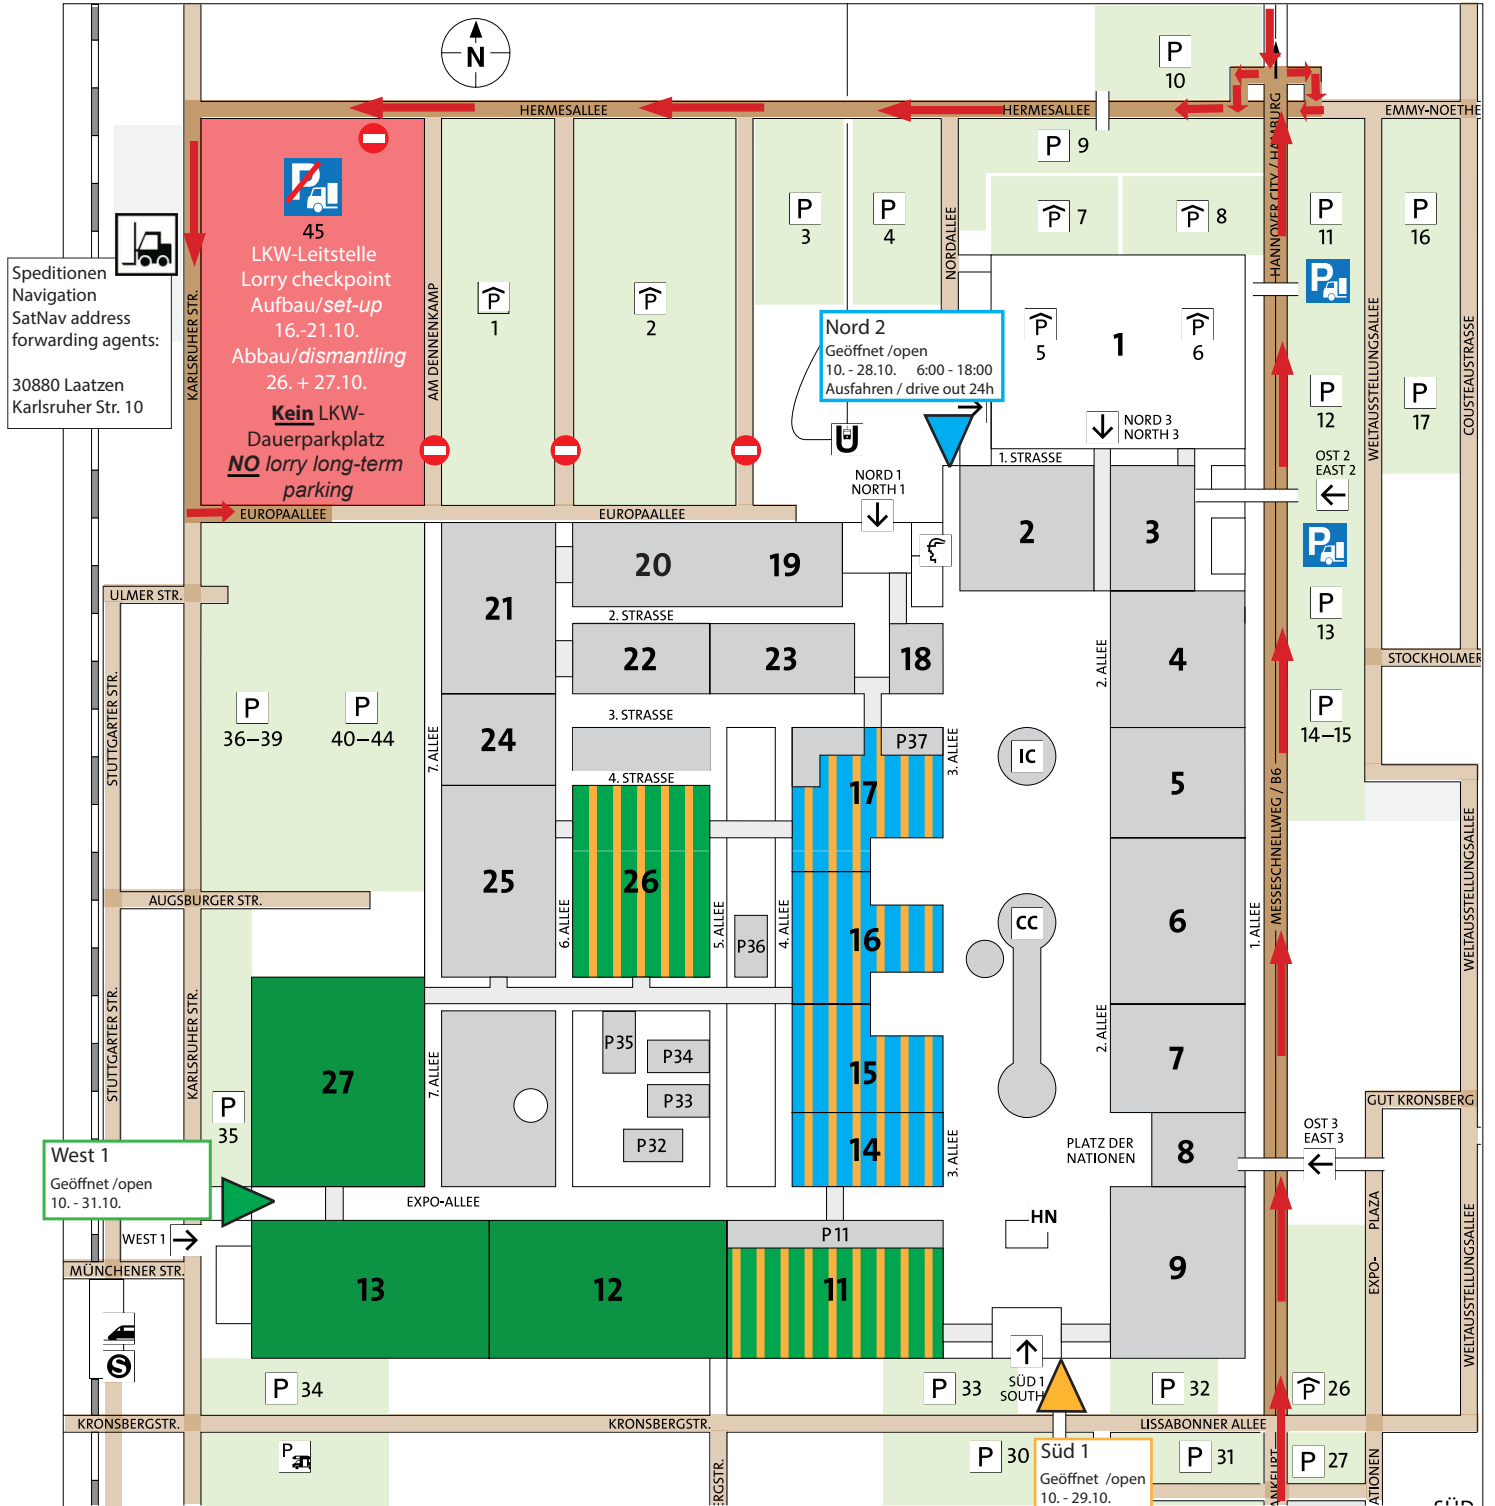 N
P
10
HERMESALLEE
HERMESALLEE
EMMY-NOETHE
HANNOVER CITY / HAMBURG
P 9
P 7
P 8
P
3
P
4
P
11
P
16
P
45
LKW-Leitstelle
Lorry checkpoint
Aufbau/set-up
16.-21.10.
Abbau/dismantling
26. + 27.10.
Kein LKW-
Dauerparkplatz
NO lorry long-term
parking
Speditionen
Navigation
SatNav address
forwarding agents:
30880 Laatzen
Karlsruher Str. 10
KARLSRUHER STR.
AM DENNENKAMP
NORDALLEE
WELTAUSSTELLUNGSALLEE
COUSTEAUSTRASSE
P
1
P
2
Nord 2
Geöffnet /open
10. - 28.10. 6:00 - 18:00
Ausfahren / drive out 24h
P
5
1
P
6
P
P
12
P
17
U
NORD 3
NORTH 3
1. STRASSE
OST 2
EAST 2
NORD 1
NORTH 1
EUROPAALLEE
EUROPAALLEE
2
3
P
20
19
21
2. STRASSE
22
23
18
4
2. ALLEE
P
13
ULMER STR.
STOCKHOLMER
STUTTGARTER STR.
P
36–39
P
40–44
7. ALLEE
24
3. STRASSE
4. STRASSE
P37
3. ALLEE
IC
5
P
14–15
17
MESSESCHNELLWEG / B6
WELTAUSSTELLUNGSALLEE
25
26
6. ALLEE
5. ALLEE
4. ALLEE
P36
16
CC
6
1. ALLEE
AUGSBURGER STR.
STUTTGARTER STR.
KARLSRUHER STR.
27
7. ALLEE
P35
P34
P33
P32
15
14
3. ALLEE
2. ALLEE
7
8
PLATZ DER
NATIONEN
GUT KRONSBERG
OST 3
EAST 3
P
35
West 1
Geöffnet /open
10. - 31.10.
EXPO-ALLEE
WEST 1
MÜNCHENER STR.
13
12
P 11
11
HN
9
EXPO-PLAZA
WELTAUSSTELLUNGSALLEE
S
SÜD 1
SOUTH
P 34
P 33
P 32
P 26
KRONSBERGSTR.
KRONSBERGSTR.
LISSABONNER ALLEE
P
P 30
P 31
P 27
Süd 1
Geöffnet /open
10. - 29.10.
ERGSTR.
ANKFURT
ATIONEN